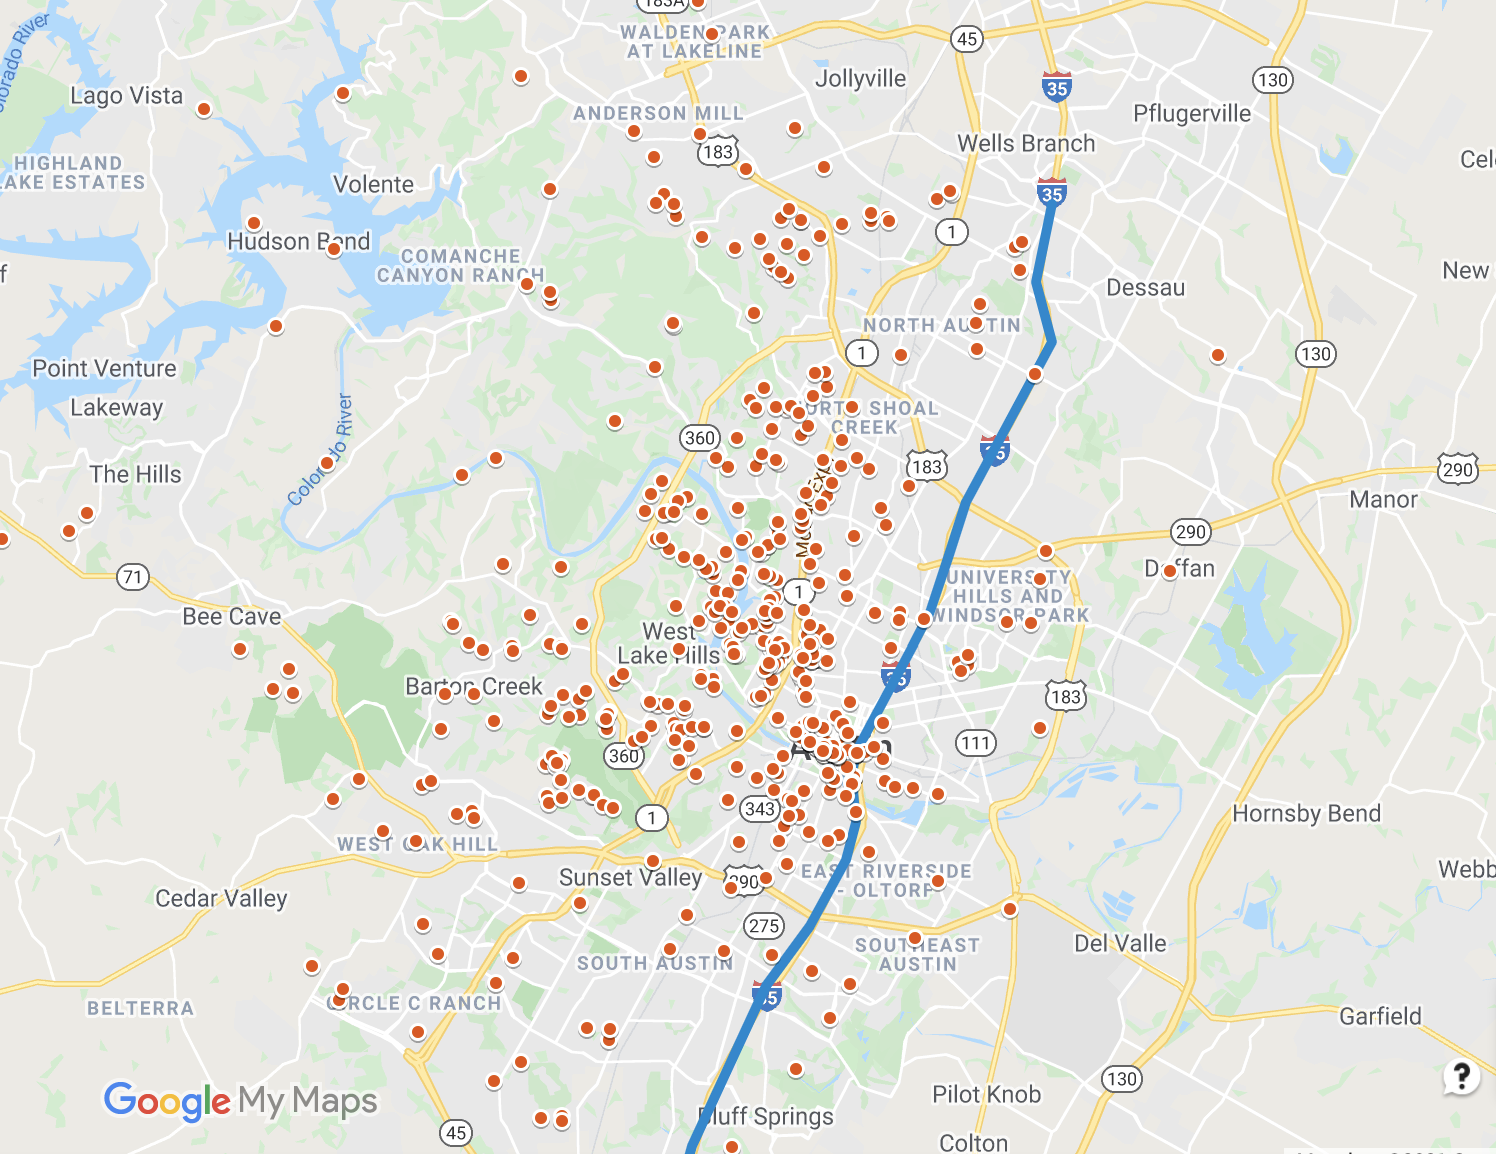 183A
WALDEN PARK
AT LAKELINE
45
Jollyville
35
130
Lago Vista
Colorado River
ANDERSON MILL
Pflugerville
183
Wells Branch
HIGHLAND
LAKE ESTATES
Volente
35
1
Hudson Bend
COMANCHE
CANYON RANCH
New
Dessau
NORTH AUSTIN
1
130
Point Venture
Lakeway
NORTH SHOAL
CREEK
360
Colorado River
35
183
290
The Hills
Manor
290
71
Daffan
UNIVERSITY
HILLS AND
WINDSOR PARK
1
Bee Cave
West
Lake Hills
35
Barton Creek
183
360
Austin
111
343
1
Hornsby Bend
WEST OAK HILL
Sunset Valley
290
EAST RIVERSIDE
- OLTORF
Webb
Cedar Valley
275
SOUTHEAST
AUSTIN
Del Valle
SOUTH AUSTIN
35
BELTERRA
CIRCLE C RANCH
Garfield
130
Pilot Knob
Google My Maps
Bluff Springs
45
Colton
?